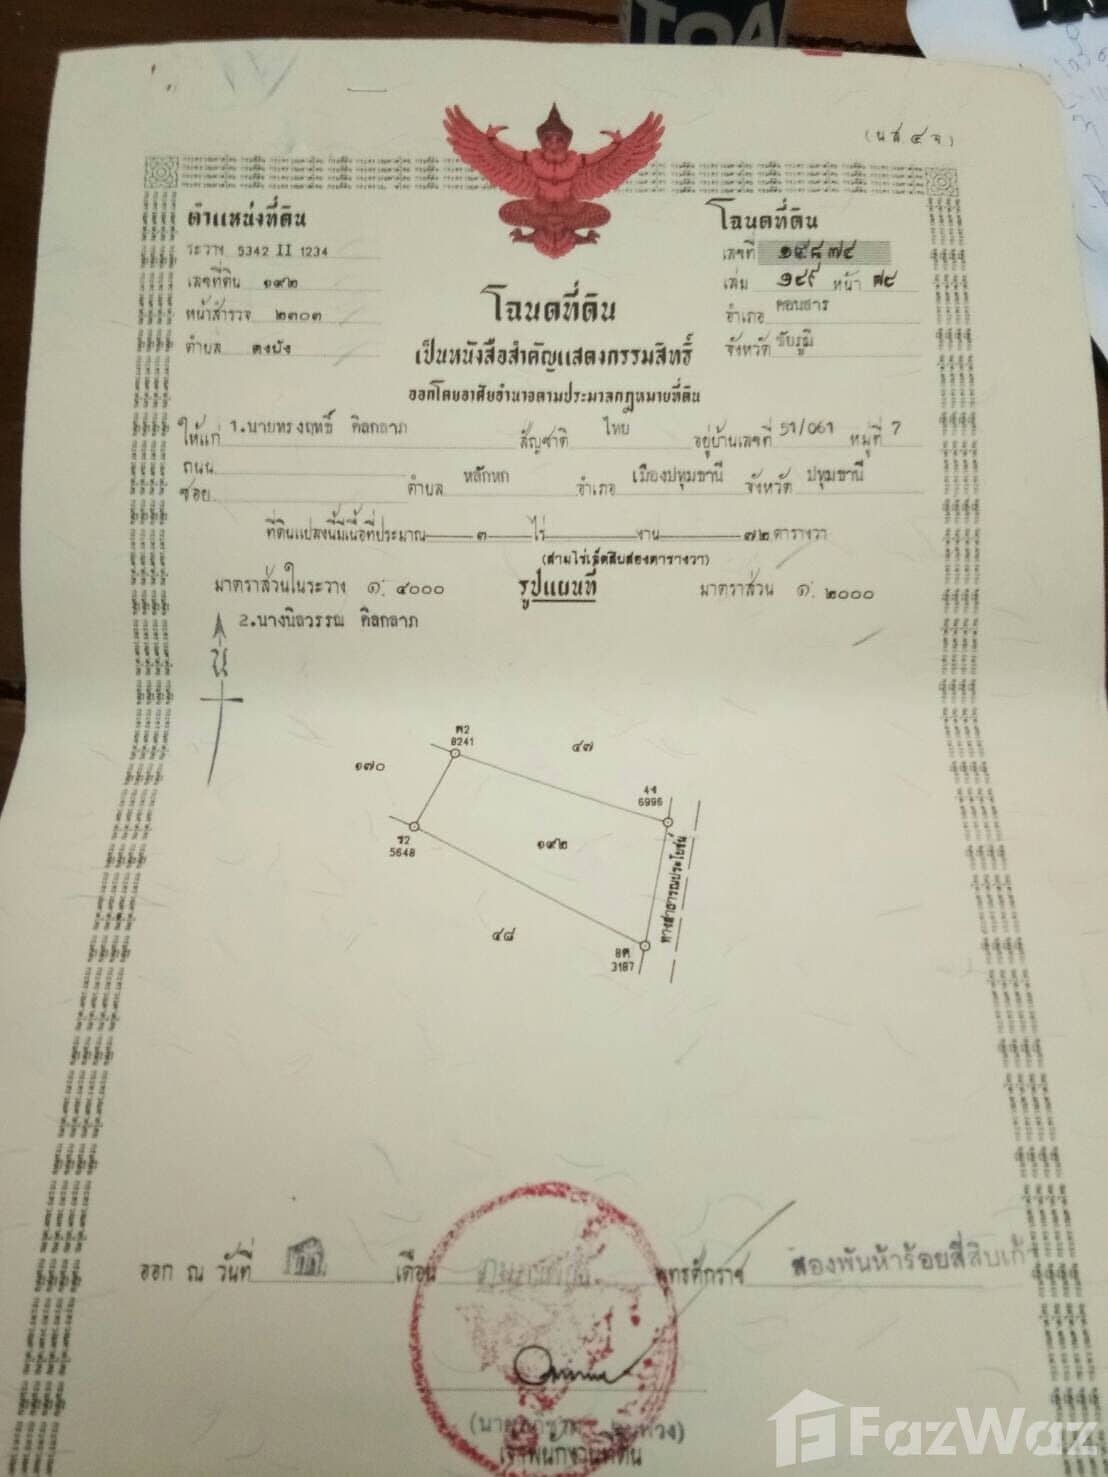 TOA
(น.ส. ๔ จ.)
ตำแหน่งที่ดิน
ระวาง 5342 II 1234
เลขที่ดิน ๑๙๒
หน้าสำรวจ ๒๓๐๓
ตำบล ดงบัง
โฉนดที่ดิน
เลขที่ ๑๔๘๗๔
เล่ม ๑๔๙ หน้า ๗๔
อำเภอ คอนสาร
จังหวัด ชัยภูมิ
โฉนดที่ดิน
เป็นหนังสือสำคัญแสดงกรรมสิทธิ์
ออกโดยอาศัยอำนาจตามประมวลกฎหมายที่ดิน
ให้แก่ 1.นายทรงฤทธิ์ ดิลกลาภ สัญชาติ ไทย อยู่บ้านเลขที่ 51/061 หมู่ที่ 7
ถนน
ซอย ตำบล หลักหก อำเภอ เมืองปทุมธานี จังหวัด ปทุมธานี
ที่ดินแปลงนี้มีเนื้อที่ประมาณ ๓ ไร่ งาน ๗๒ ตารางวา
(สามไร่เจ็ดสิบสองตารางวา)
มาตราส่วนในระวาง ๑:๔๐๐๐ รูปแผนที่ มาตราส่วน ๑:๒๐๐๐
2.นางนิลวรรณ ดิลกลาภ
น
พ2
8241
๔๗
๑๗๐
4ง
6996
ร2
5648
๑๙๒
ทางสาธารณประโยชน์
๔๘
8ค
3187
ออก ณ วันที่ เดือน พุทธศักราช สองพันห้าร้อยสี่สิบเก้า
เจ้าพนักงานที่ดิน
FazWaz